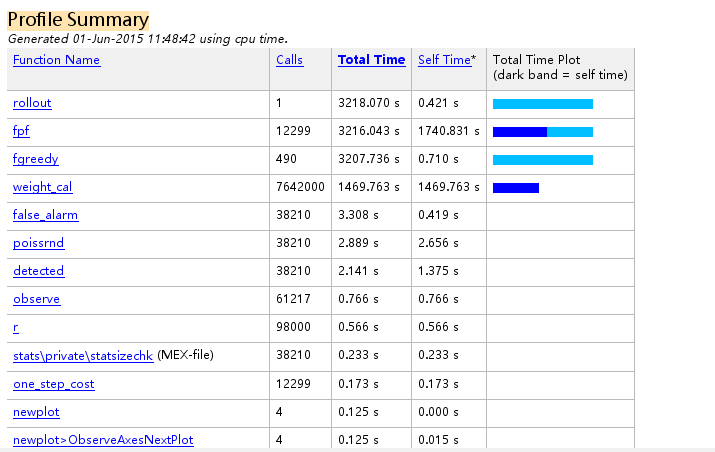 Profile Summary
Generated 01-Jun-2015 11:48:42 using cpu time.
Function Name Calls Total Time Self Time* Total Time Plot
(dark band = self time)
rollout 1 3218.070 s 0.421 s
fpf 12299 3216.043 s 1740.831 s
fgreedy 490 3207.736 s 0.710 s
weight_cal 7642000 1469.763 s 1469.763 s
false_alarm 38210 3.308 s 0.419 s
poissrnd 38210 2.889 s 2.656 s
detected 38210 2.141 s 1.375 s
observe 61217 0.766 s 0.766 s
r 98000 0.566 s 0.566 s
stats\private\statsizechk (MEX-file) 38210 0.233 s 0.233 s
one_step_cost 12299 0.173 s 0.173 s
newplot 4 0.125 s 0.000 s
newplot>ObserveAxesNextPlot 4 0.125 s 0.015 s